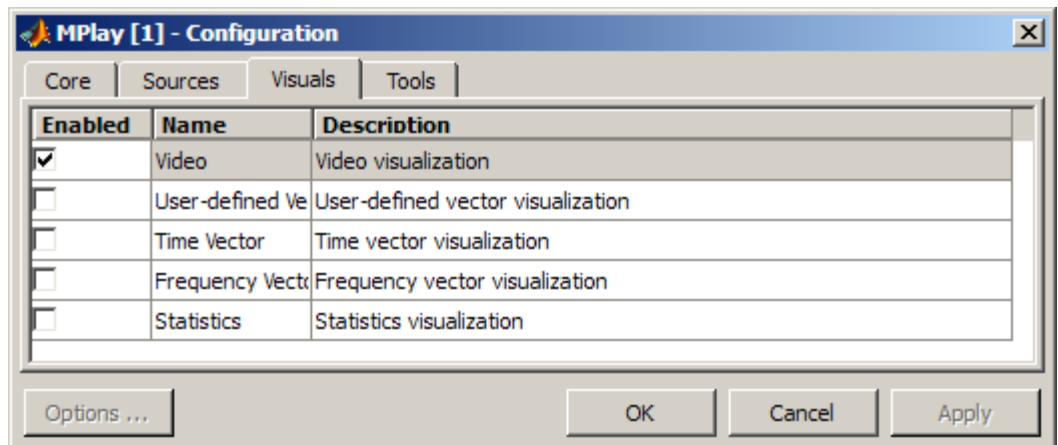 MPlay [1] - Configuration
Core Sources Visuals Tools
Enabled Name Description
Video Video visualization
User-defined Ve User-defined vector visualization
Time Vector Time vector visualization
Frequency Vecto Frequency vector visualization
Statistics Statistics visualization
Options ... OK Cancel Apply